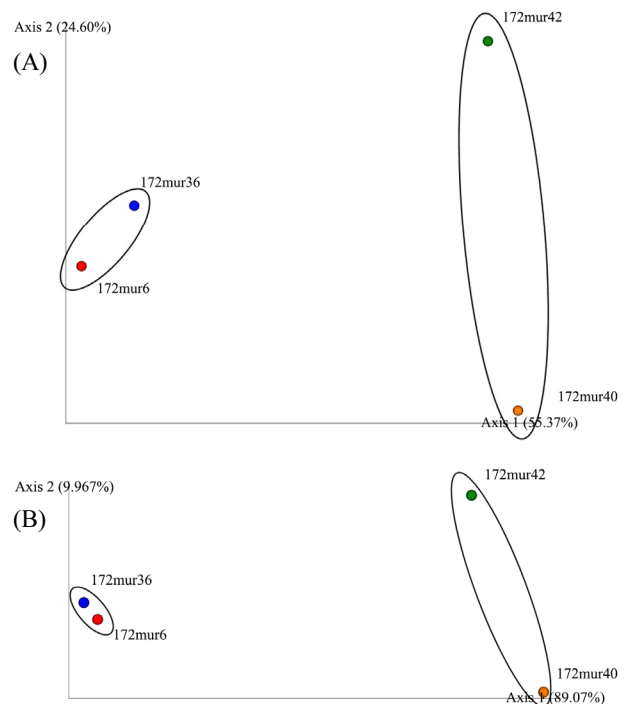 172mur42
Axis 2 (24.60%)
(A)
172mur36
172mur6
172mur40
Axis 1 (55.37%)
172mur42
Axis 2 (9.967%)
(B)
172mur36
172mur6
172mur40
Axis 1 (89.07%)